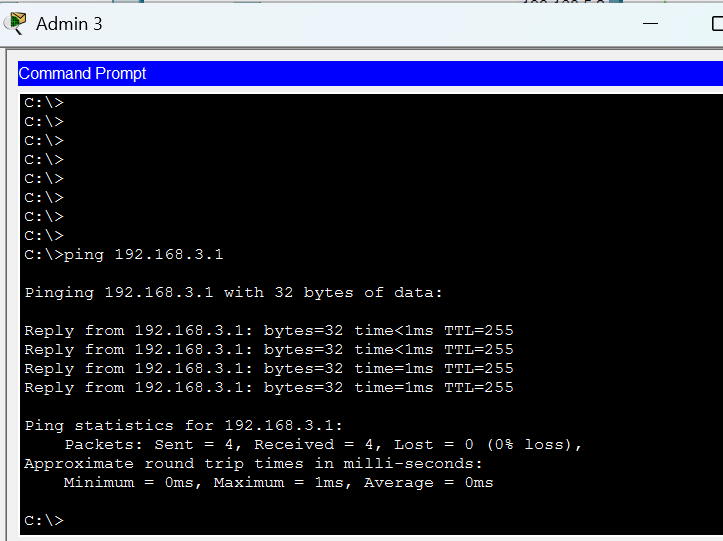 Admin 3
Command Prompt
C:\>
C:\>
C:\>
C:\>
C:\>
C:\>
C:\>
C:\>
C:\>ping 192.168.3.1
Pinging 192.168.3.1 with 32 bytes of data:
Reply from 192.168.3.1: bytes=32 time<1ms TTL=255
Reply from 192.168.3.1: bytes=32 time<1ms TTL=255
Reply from 192.168.3.1: bytes=32 time=1ms TTL=255
Reply from 192.168.3.1: bytes=32 time=1ms TTL=255
Ping statistics for 192.168.3.1:
Packets: Sent = 4, Received = 4, Lost = 0 (0% loss),
Approximate round trip times in milli-seconds:
Minimum = 0ms, Maximum = 1ms, Average = 0ms
C:\>